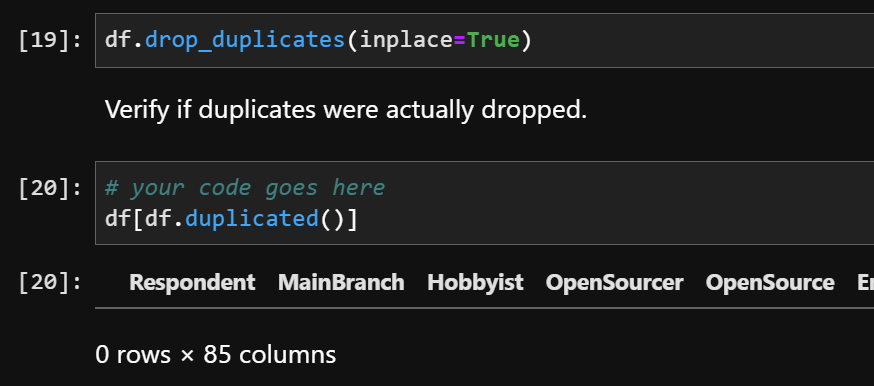 [19]: df.drop_duplicates(inplace=True)
Verify if duplicates were actually dropped.
[20]: # your code goes here
df[df.duplicated()]
[20]: Respondent MainBranch Hobbyist OpenSourcer OpenSource
0 rows × 85 columns